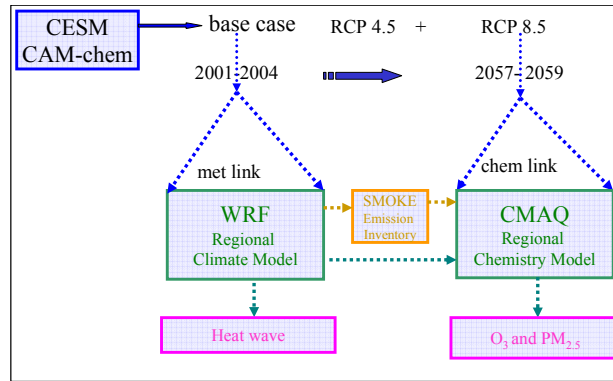 CESM
CAM-chem
base case
RCP 4.5 + RCP 8.5
2001-2004
2057-2059
met link
chem link
WRF
Regional
Climate Model
SMOKE
Emission
Inventory
CMAQ
Regional
Chemistry Model
Heat wave
O3 and PM2.5